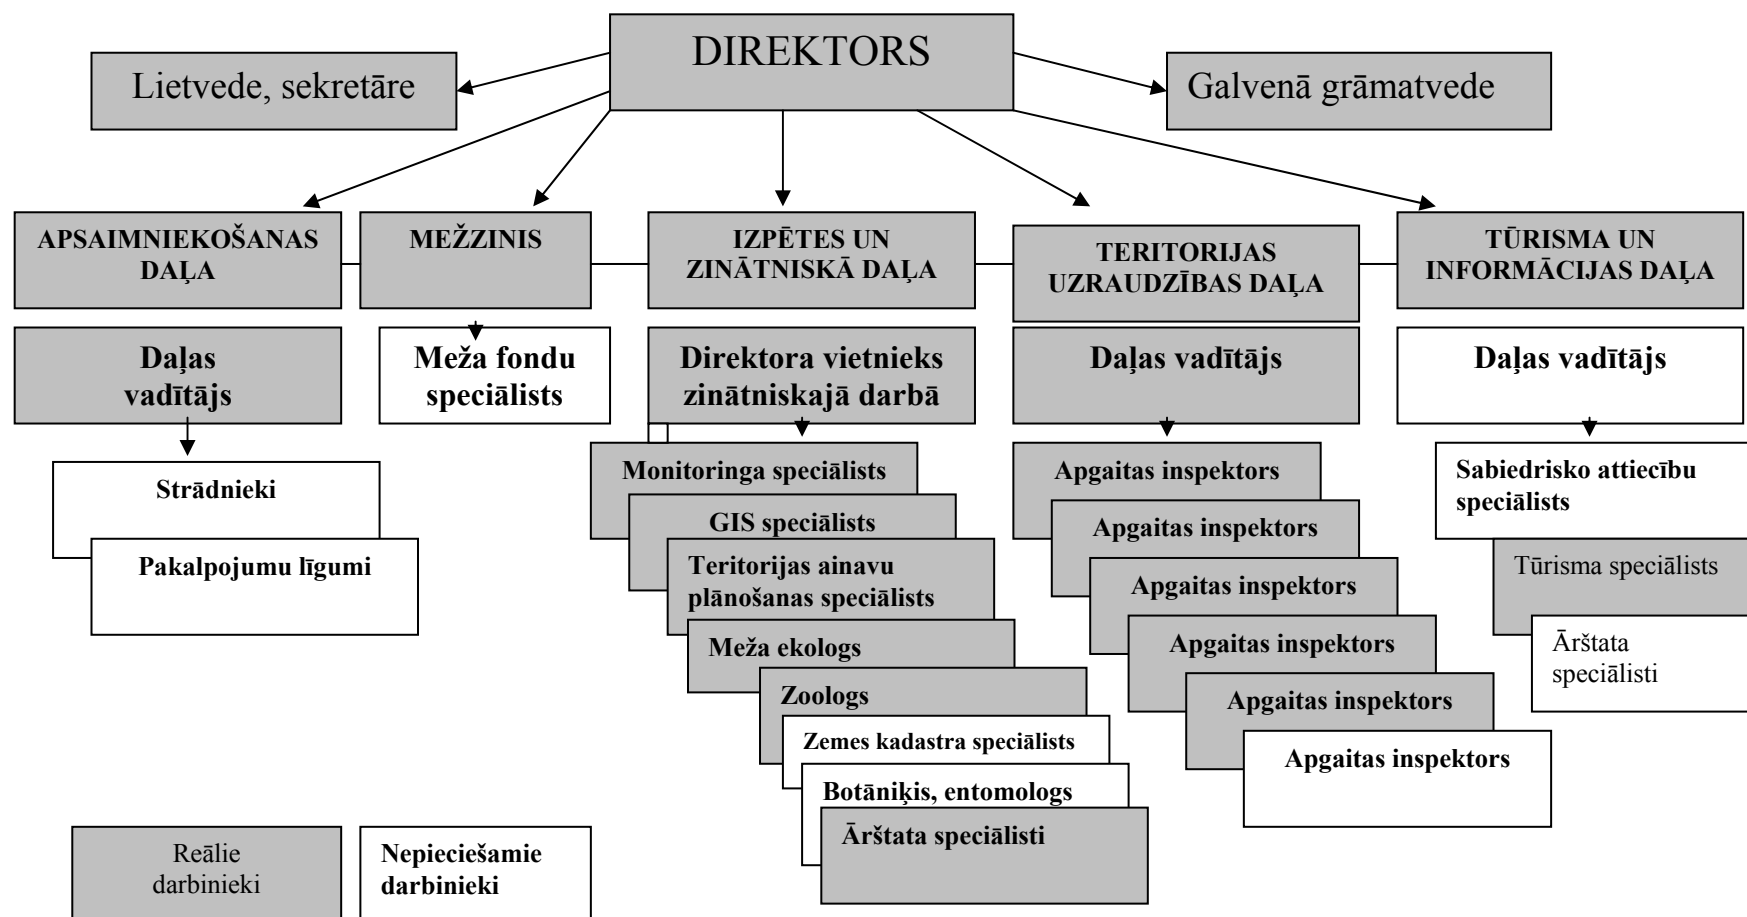 DIREKTORS
Lietvede, sekretāre
Galvenā grāmatvede
APSAIMNIEKOŠANAS
DAĻA
MEŽZINIS
IZPĒTES UN
ZINĀTNISKĀ DAĻA
TERITORIJAS
UZRAUDZĪBAS DAĻA
TŪRISMA UN
INFORMĀCIJAS DAĻA
Daļas
vadītājs
Meža fondu
speciālists
Direktora vietnieks
zinātniskajā darbā
Daļas vadītājs
Daļas vadītājs
Strādnieki
Pakalpojumu līgumi
Monitoringa speciālists
GIS speciālists
Teritorijas ainavu
plānošanas speciālists
Meža ekologs
Zoologs
Zemes kadastra speciālists
Botāniķis, entomologs
Ārštata speciālisti
Apgaitas inspektors
Apgaitas inspektors
Apgaitas inspektors
Apgaitas inspektors
Apgaitas inspektors
Apgaitas inspektors
Sabiedrisko attiecību
speciālists
Tūrisma speciālists
Ārštata
speciālisti
Reālie
darbinieki
Nepieciešamie
darbinieki